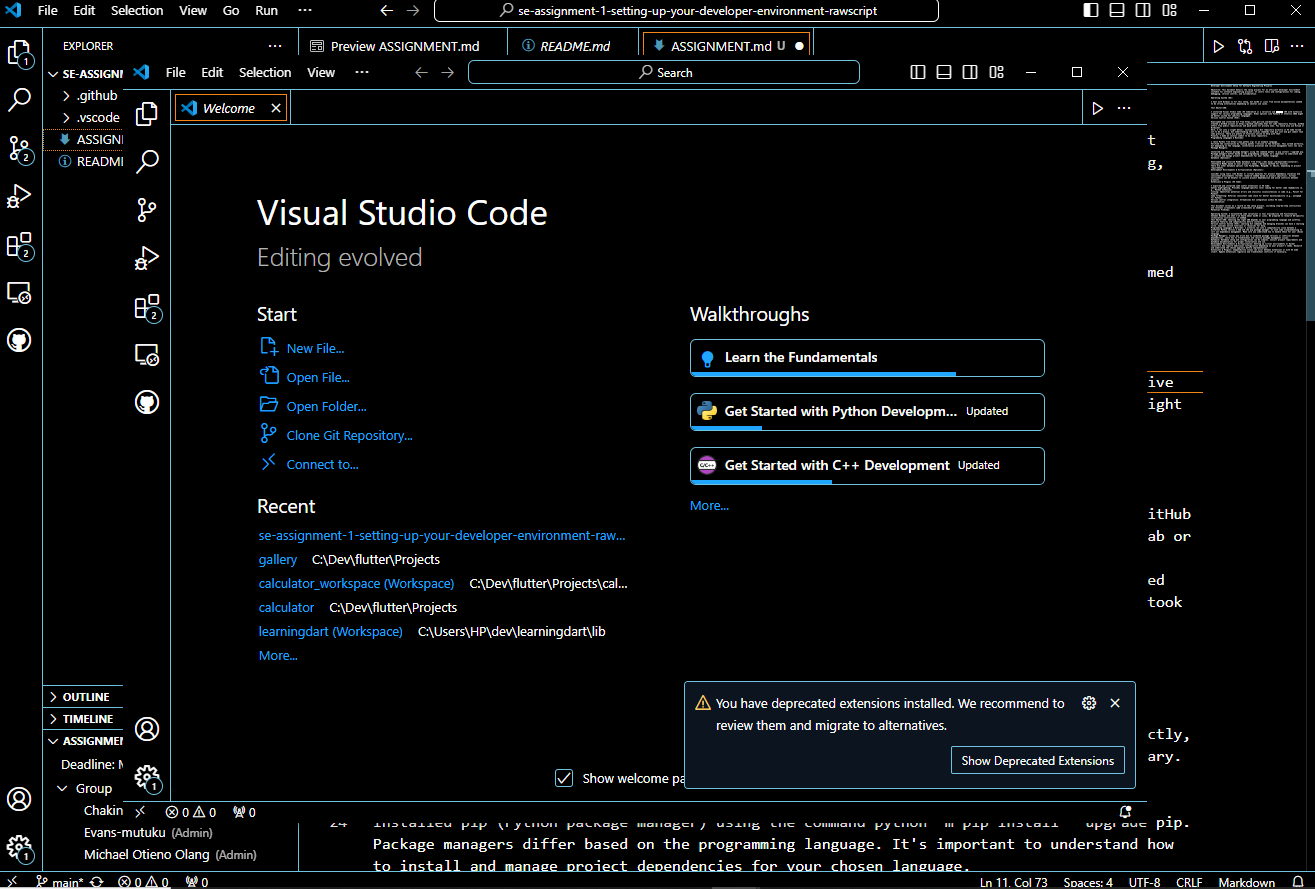 File Edit Selection View Go Run ··· se-assignment-1-setting-up-your-developer-environment-rawscript
EXPLORER ··· Preview ASSIGNMENT.md README.md ASSIGNMENT.md U
SE-ASSIGNM
.github
.vscode
ASSIGNI
README
File Edit Selection View ··· Search
Welcome
Visual Studio Code
Editing evolved
Start
New File...
Open File...
Open Folder...
Clone Git Repository...
Connect to...
Recent
se-assignment-1-setting-up-your-developer-environment-raw...
gallery C:\Dev\flutter\Projects
calculator_workspace (Workspace) C:\Dev\flutter\Projects\cal...
calculator C:\Dev\flutter\Projects
learningdart (Workspace) C:\Users\HP\dev\learningdart\lib
More...
Walkthroughs
Learn the Fundamentals
Get Started with Python Developm... Updated
Get Started with C++ Development Updated
More...
You have deprecated extensions installed. We recommend to
review them and migrate to alternatives.
Show Deprecated Extensions
Show welcome pa
0 0 0
t
g,
med
ive
ight
itHub
ab or
ed
took
ctly,
ary.
OUTLINE
TIMELINE
ASSIGNMEN
Deadline: M
Group
Chakin
Evans-mutuku (Admin)
Michael Otieno Olang (Admin)
24 Installed pip (Python package manager) using the command python -m pip install --upgrade pip.
Package managers differ based on the programming language. It's important to understand how
to install and manage project dependencies for your chosen language.
main* 0 0 0 Ln 11, Col 73 Spaces: 4 UTF-8 CRLF Markdown